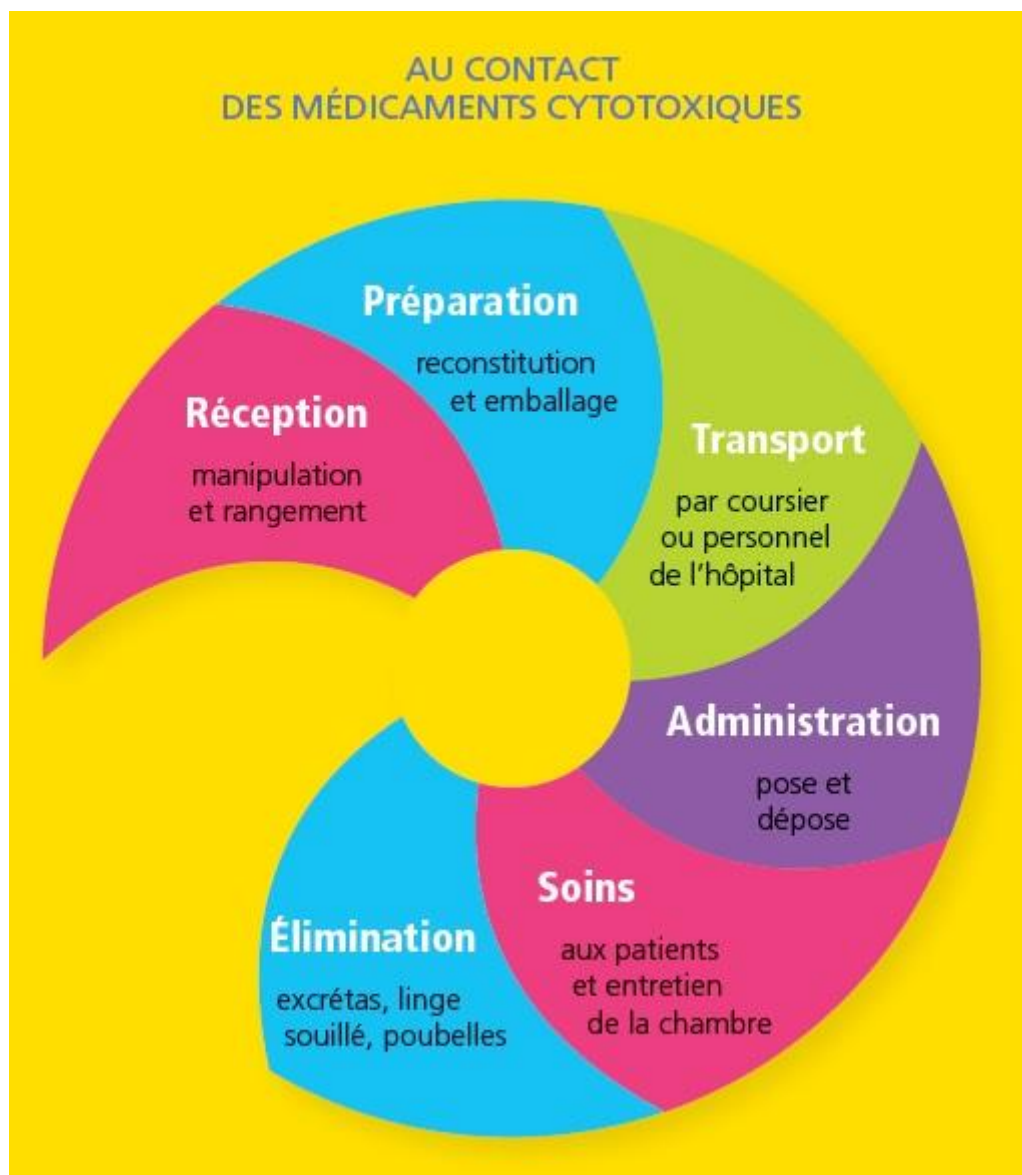 AU CONTACT
DES MÉDICAMENTS CYTOTOXIQUES
Réception
manipulation
et rangement
Préparation
reconstitution
et emballage
Transport
par coursier
ou personnel
de l'hôpital
Administration
pose et
dépose
Soins
aux patients
et entretien
de la chambre
Élimination
excrétas, linge
souillé, poubelles